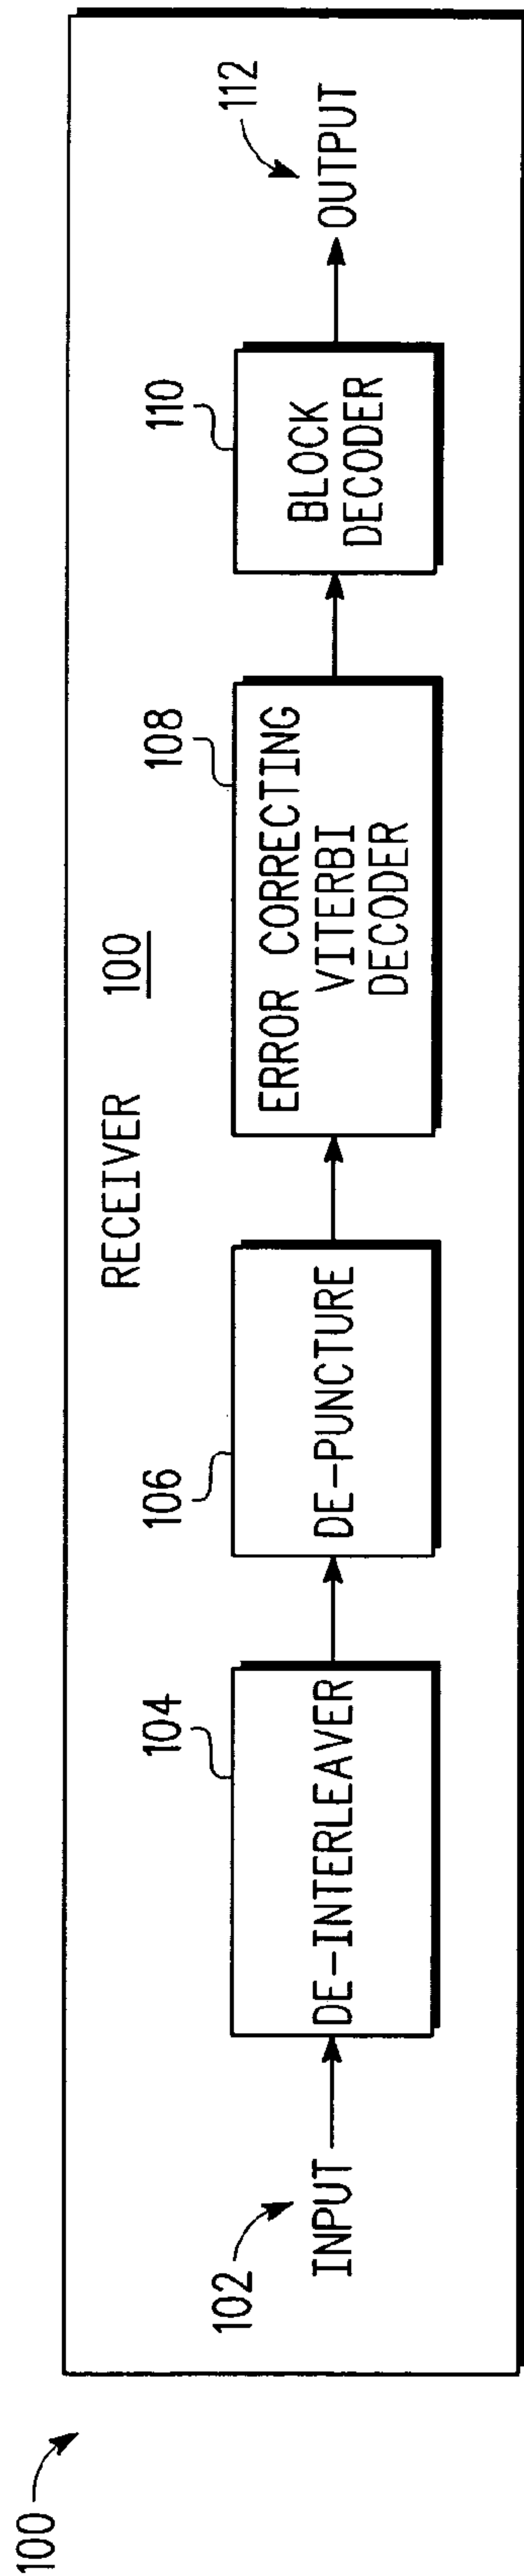 100
RECEIVER 100
102
INPUT
104
DE-INTERLEAVER
106
DE-PUNCTURE
108
ERROR CORRECTING
VITERBI
DECODER
110
BLOCK
DECODER
112
OUTPUT